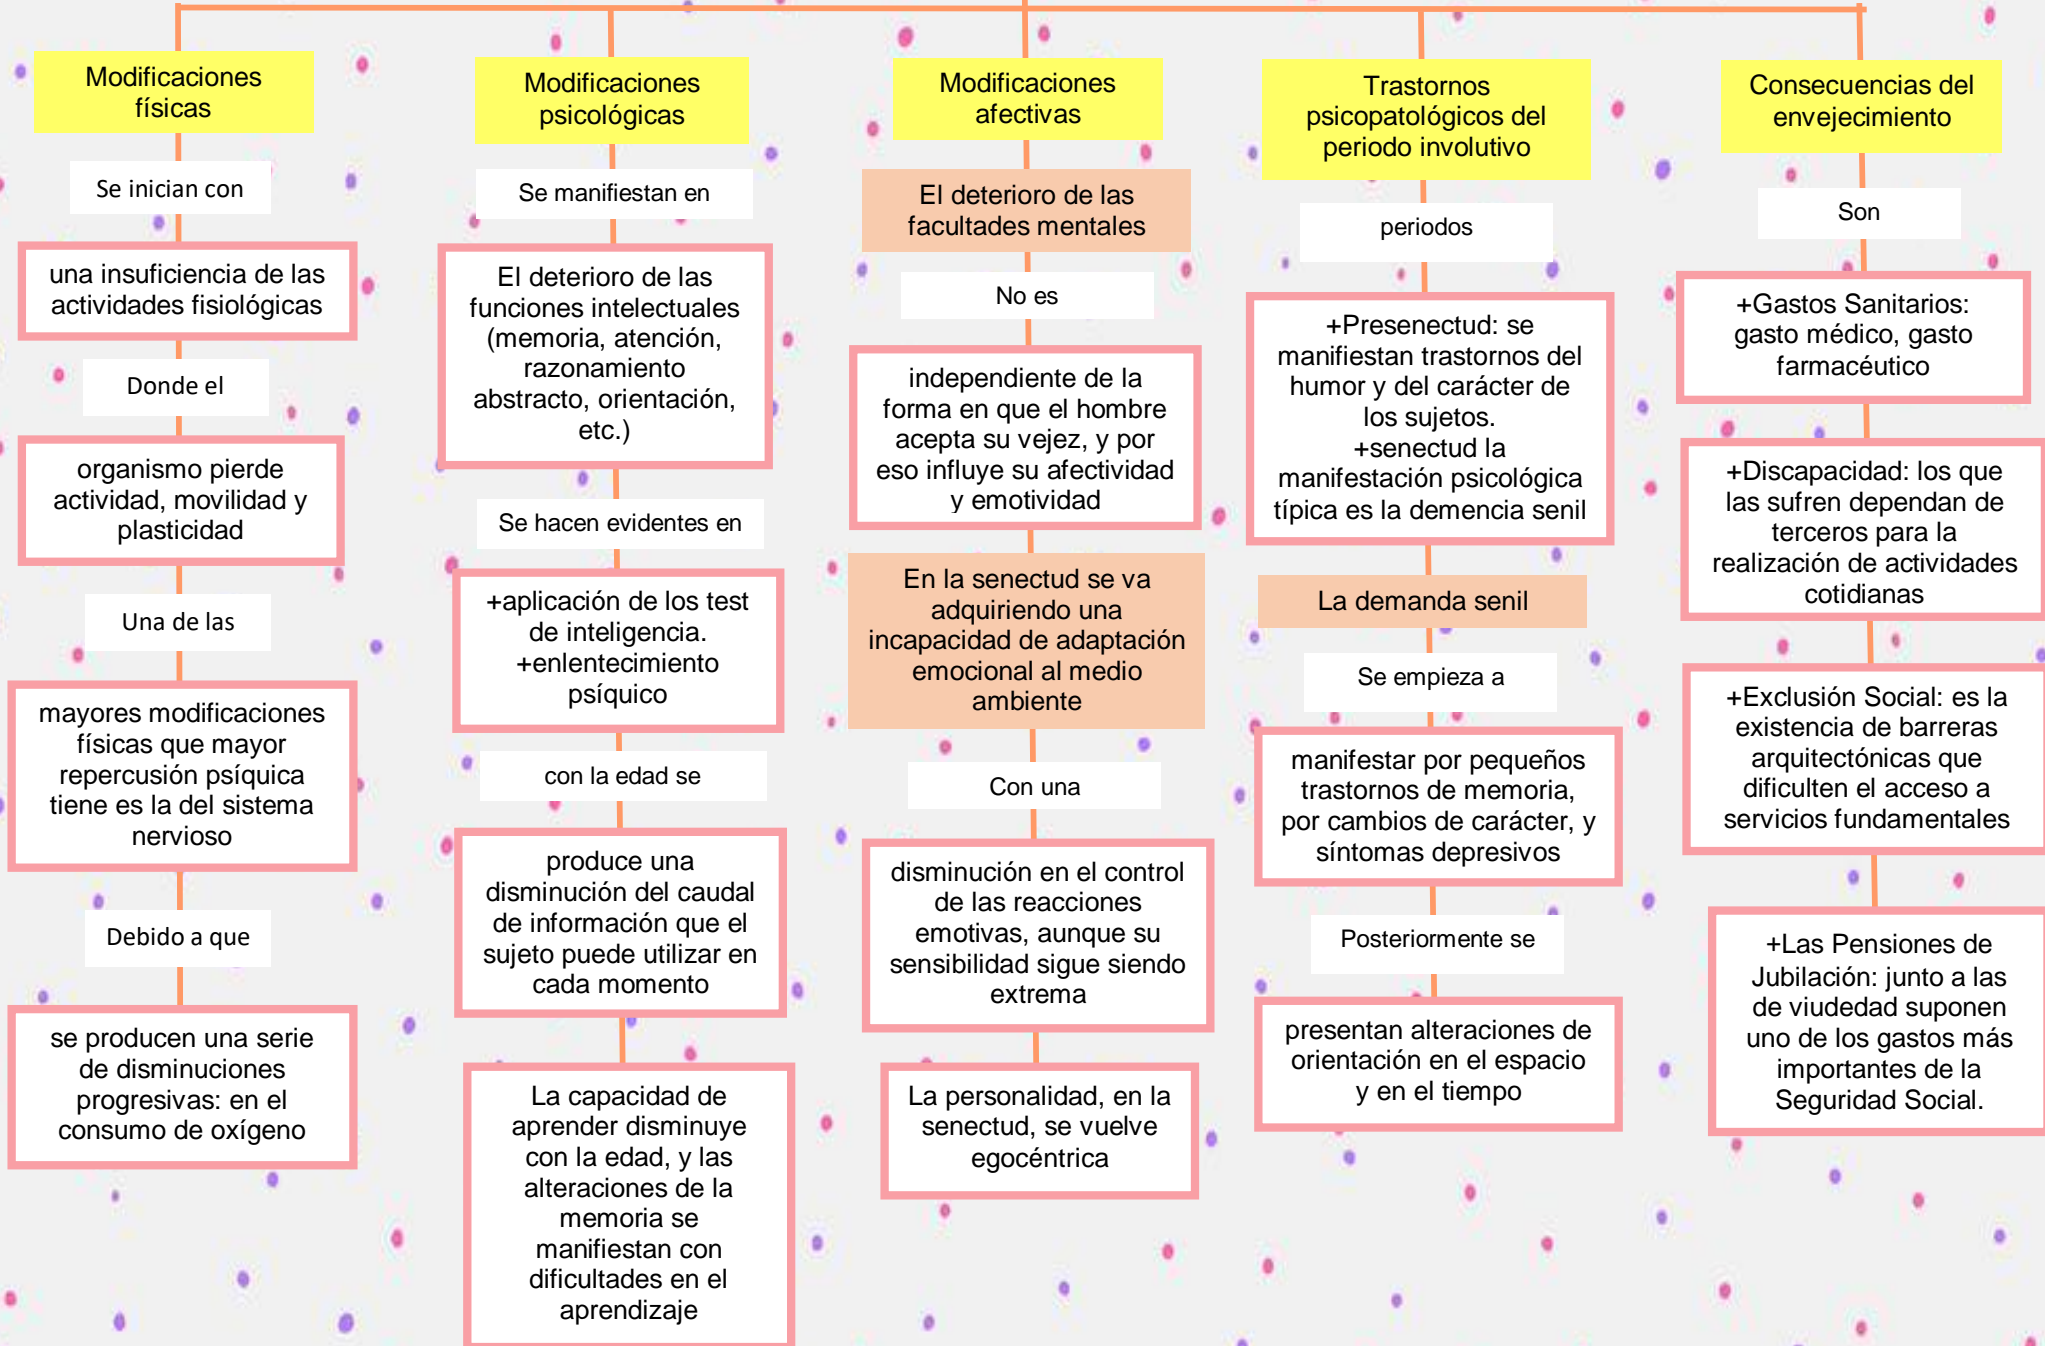 Modificaciones
físicas
Se inician con
una insuficiencia de las
actividades fisiológicas
Donde el
organismo pierde
actividad, movilidad y
plasticidad
Una de las
mayores modificaciones
físicas que mayor
repercusión psíquica
tiene es la del sistema
nervioso
Debido a que
se producen una serie
de disminuciones
progresivas: en el
consumo de oxígeno
Modificaciones
psicológicas
Se manifiestan en
El deterioro de las
funciones intelectuales
(memoria, atención,
razonamiento
abstracto, orientación,
etc.)
Se hacen evidentes en
+aplicación de los test
de inteligencia.
+enlentecimiento
psíquico
con la edad se
produce una
disminución del caudal
de información que el
sujeto puede utilizar en
cada momento
La capacidad de
aprender disminuye
con la edad, y las
alteraciones de la
memoria se
manifiestan con
dificultades en el
aprendizaje
Modificaciones
afectivas
El deterioro de las
facultades mentales
No es
independiente de la
forma en que el hombre
acepta su vejez, y por
eso influye su afectividad
y emotividad
En la senectud se va
adquiriendo una
incapacidad de adaptación
emocional al medio
ambiente
Con una
disminución en el control
de las reacciones
emotivas, aunque su
sensibilidad sigue siendo
extrema
La personalidad, en la
senectud, se vuelve
egocéntrica
Trastornos
psicopatológicos del
periodo involutivo
periodos
+Presenectud: se
manifiestan trastornos del
humor y del carácter de
los sujetos.
+senectud la
manifestación psicológica
típica es la demencia senil
La demanda senil
Se empieza a
manifestar por pequeños
trastornos de memoria,
por cambios de carácter, y
síntomas depresivos
Posteriormente se
presentan alteraciones de
orientación en el espacio
y en el tiempo
Consecuencias del
envejecimiento
Son
+Gastos Sanitarios:
gasto médico, gasto
farmacéutico
+Discapacidad: los que
las sufren dependan de
terceros para la
realización de actividades
cotidianas
+Exclusión Social: es la
existencia de barreras
arquitectónicas que
dificulten el acceso a
servicios fundamentales
+Las Pensiones de
Jubilación: junto a las
de viudedad suponen
uno de los gastos más
importantes de la
Seguridad Social.